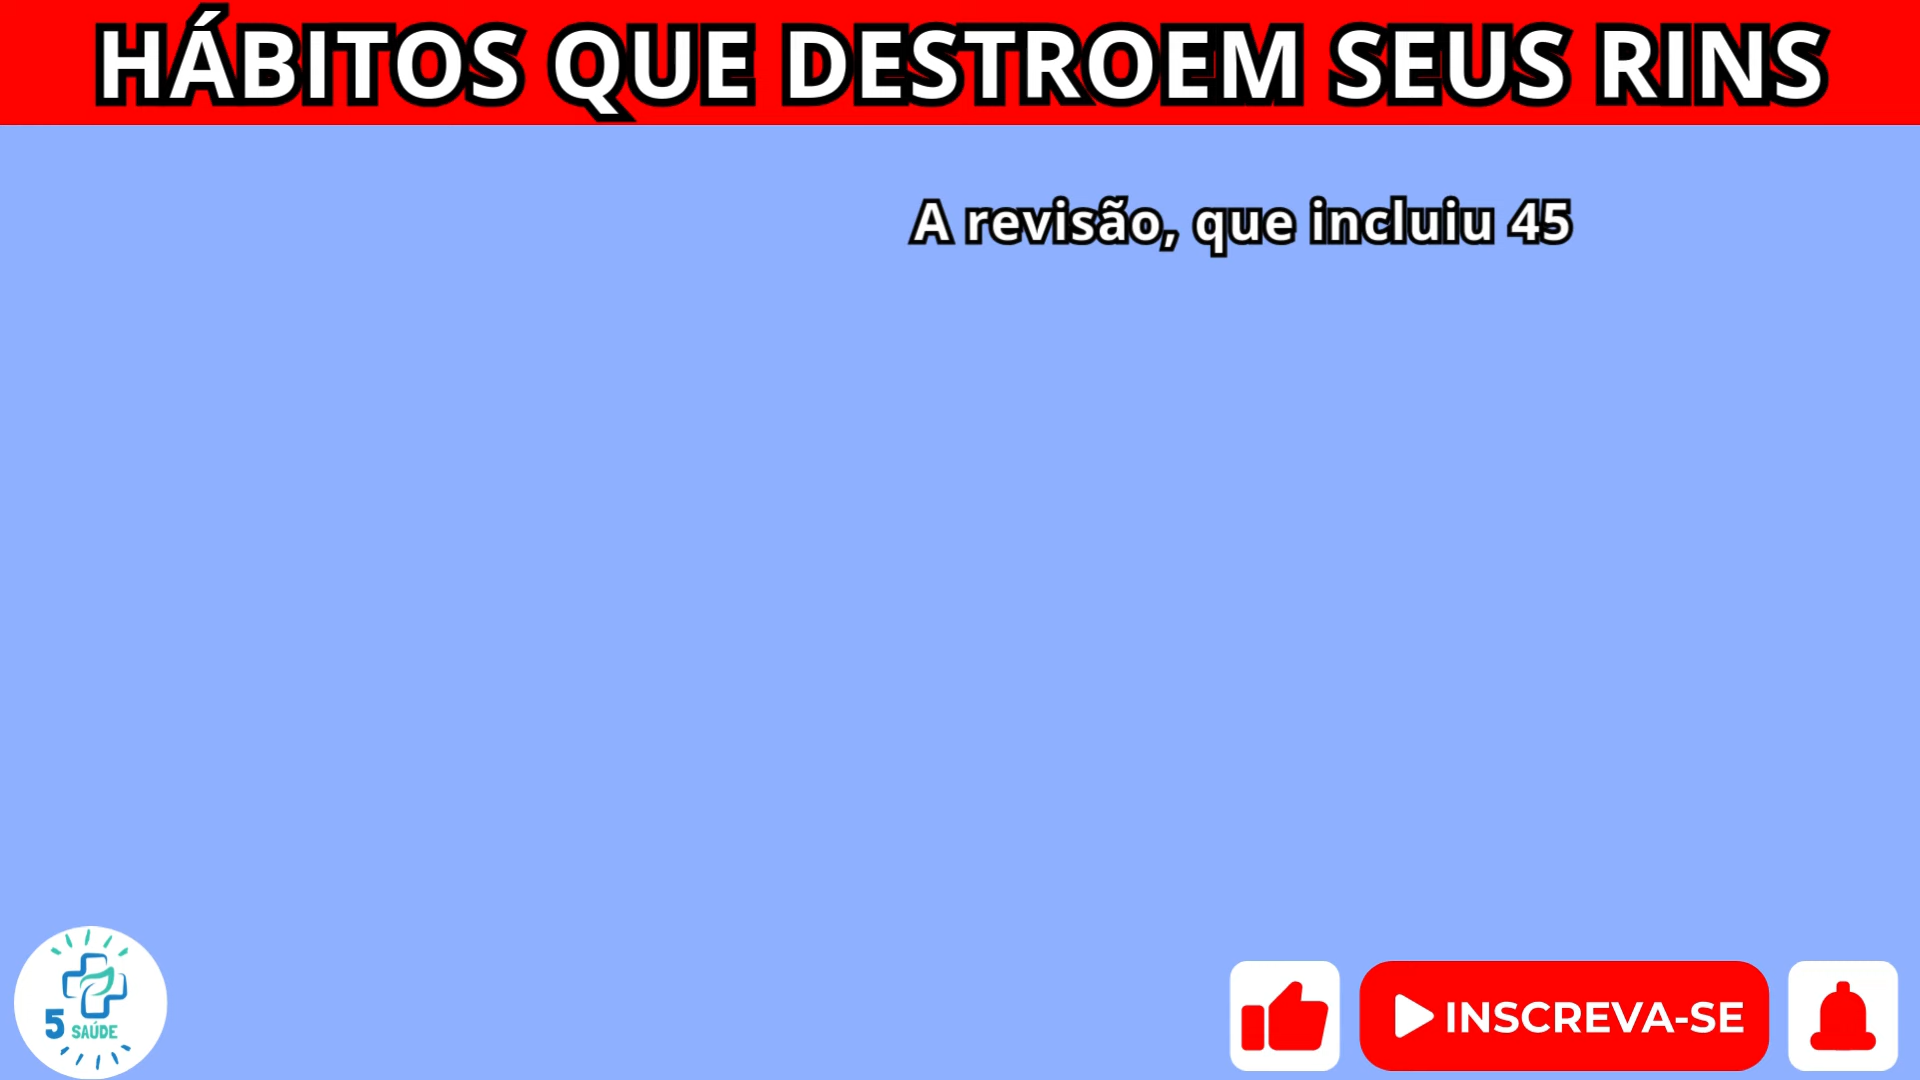 HÁBITOS QUE DESTROEM SEUS RINS
A revisão, que incluiu 45
5 SAÚDE
INSCREVA-SE